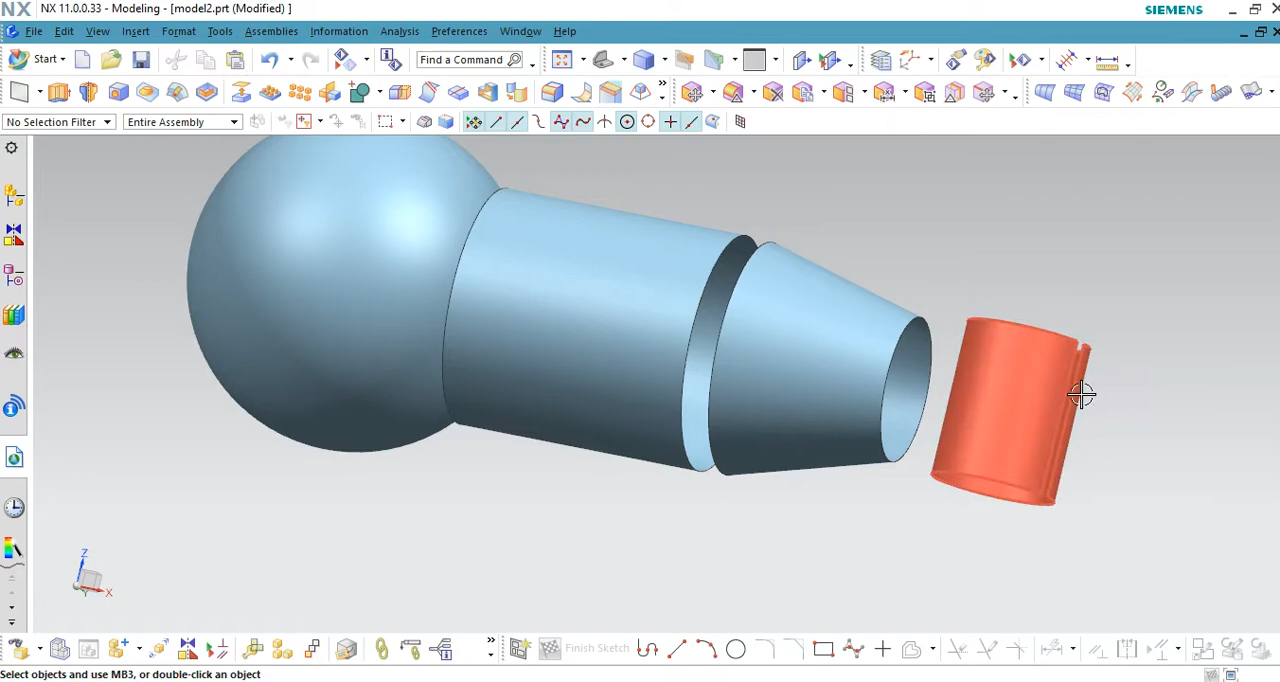 NX 11.0.0.33 - Modeling - [model2.prt (Modified) ]
SIEMENS
File Edit View Insert Format Tools Assemblies Information Analysis Preferences Window Help
Start
Find a Command
No Selection Filter
Entire Assembly
Z
X
Y
Finish Sketch
Select objects and use MB3, or double-click an object